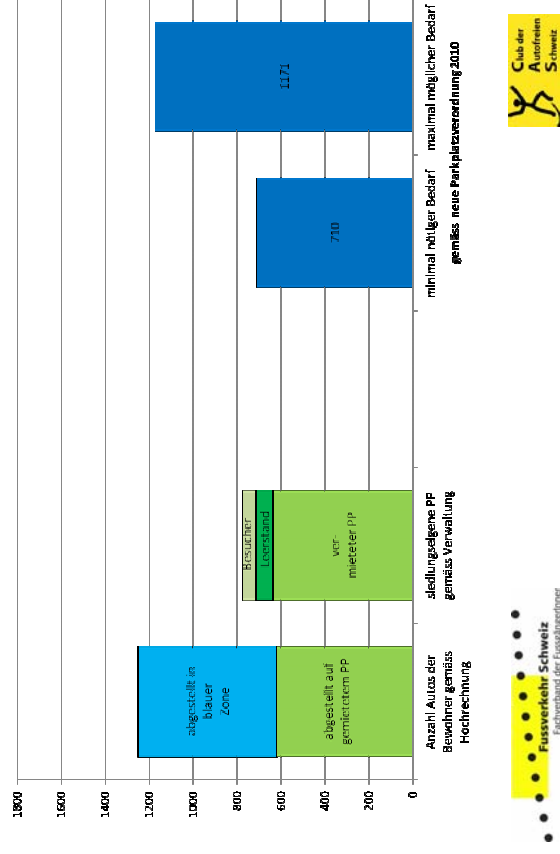 1800
1600
1400
1200
1000
800
600
400
200
0
abgestellt in
blauer
Zone
abgestellt auf
gemietetem PP
Besucher
Leerstand
ver-
mieteter PP
710
1171
Anzahl Autos der
Bewohner gemäss
Hochrechnung
siedlungseigene PP
gemäss Verwaltung
minimal nötiger Bedarf
maximal möglicher Bedarf
gemäss neue Parkplatzverordnung 2010
Fussverkehr Schweiz
Fachverband der FussgängerInnen
Club der
Autofreien
Schweiz